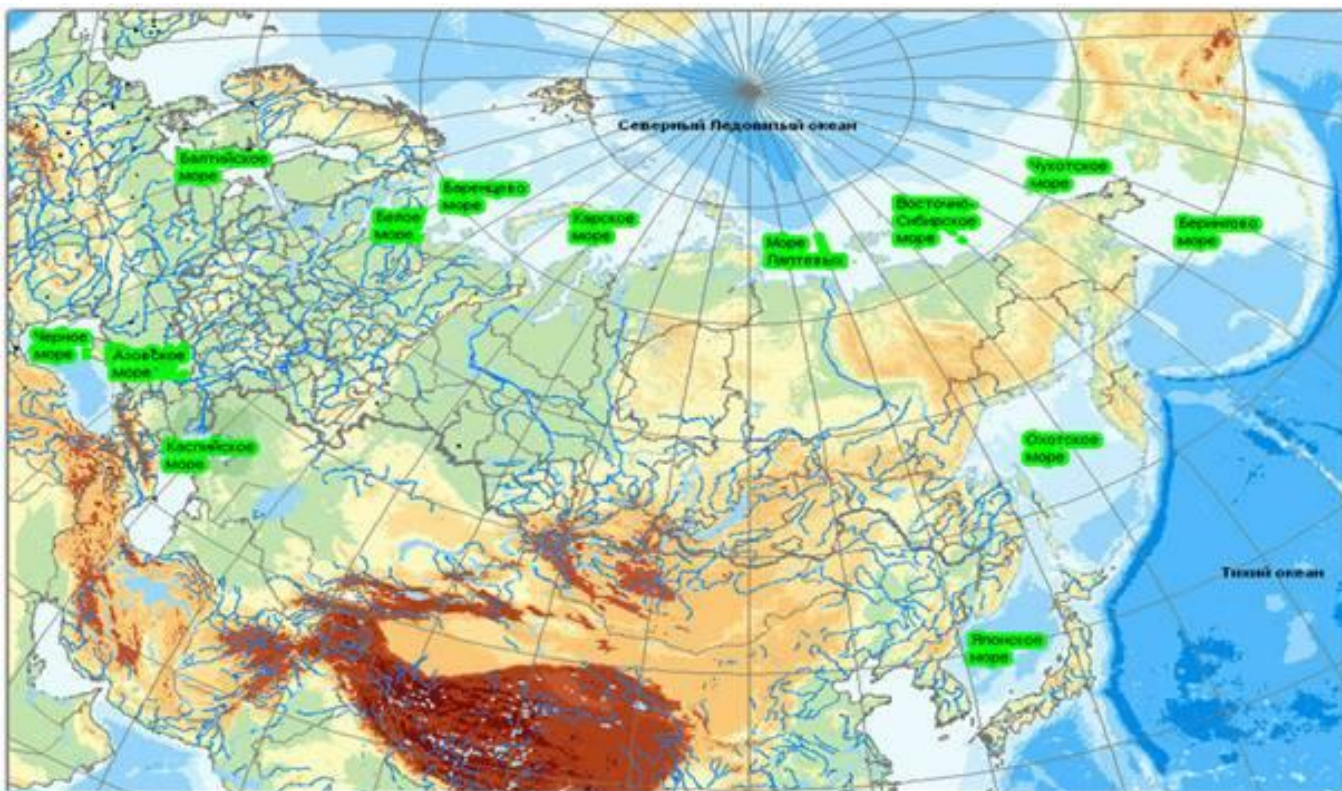 Северный Ледовитый океан
Балтийское
море
Баренцево
море
Белое
море
Карское
море
Море
Лаптевых
Восточно-
Сибирское
море
Чухотское
море
Берингово
море
Черное
море
Азовское
море
Каспийское
море
Охотское
море
Тихий океан
Японское
море